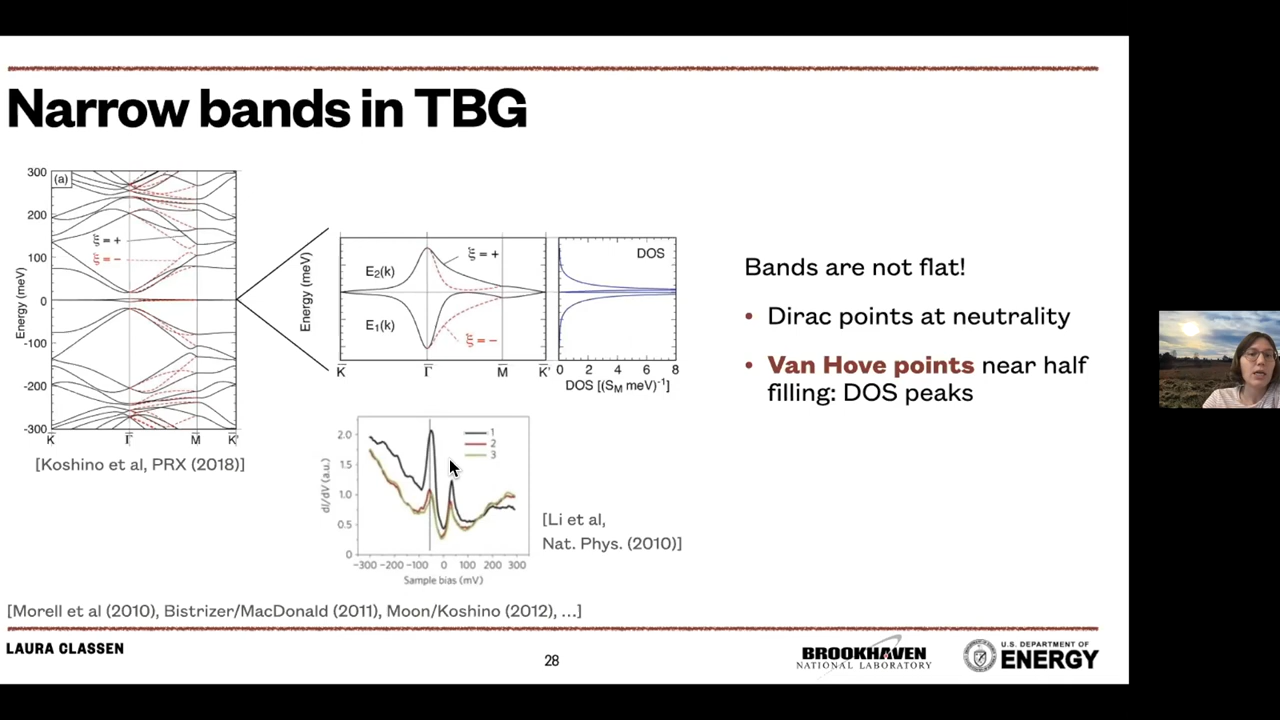 Narrow bands in TBG
300
200
100
0
-100
-200
-300
Energy (meV)
(a)
ξ = +
ξ = −
K̅
Γ̅
M̅
K̅'
[Koshino et al, PRX (2018)]
Energy (meV)
E₂(k)
E₁(k)
ξ = +
ξ = −
K̅
Γ̅
M̅
K̅'
DOS
0 2 4 6 8
DOS [(S_M meV)⁻¹]
2.0
1.5
1.0
0.5
0
dI/dV (a.u.)
1
2
3
−300 −200 −100 0 100 200 300
Sample bias (mV)
[Li et al,
Nat. Phys. (2010)]
Bands are not flat!
• Dirac points at neutrality
• Van Hove points near half
filling: DOS peaks
[Morell et al (2010), Bistrizer/MacDonald (2011), Moon/Koshino (2012), …]
LAURA CLASSEN
28
BROOKHAVEN
NATIONAL LABORATORY
U.S. DEPARTMENT OF
ENERGY